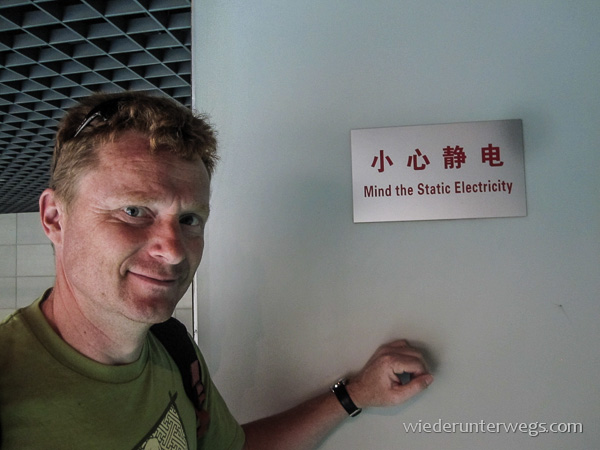 小心静电
Mind the Static Electricity
wiederunterwegs.com